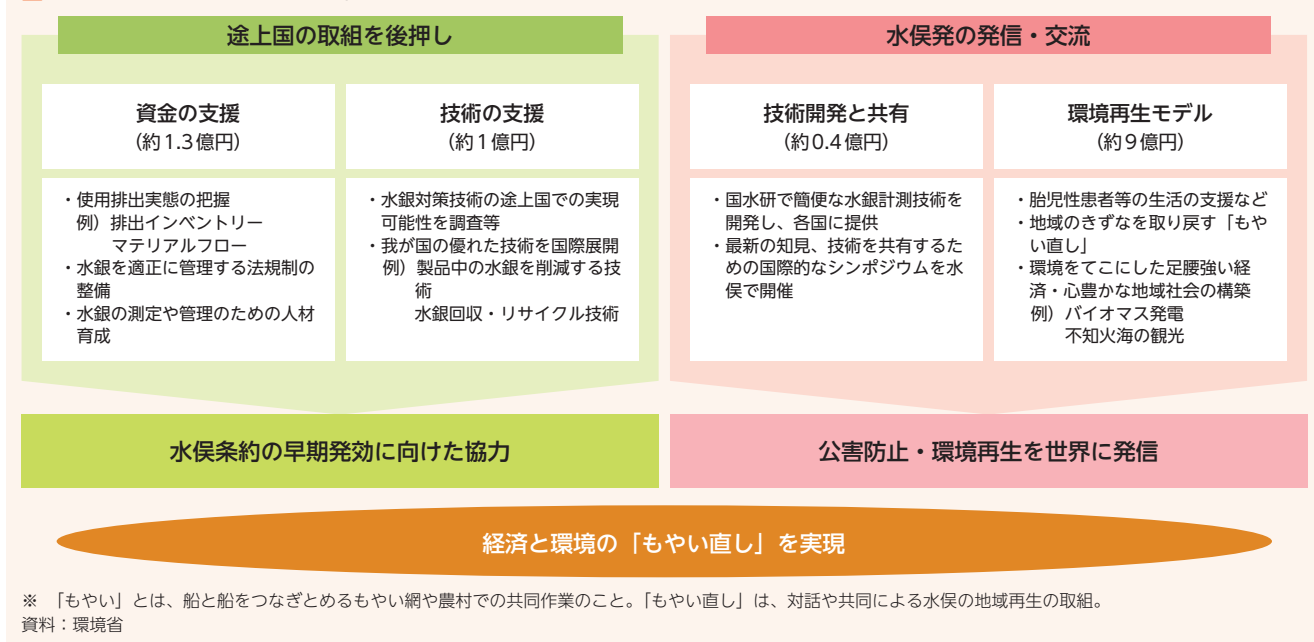 途上国の取組を後押し
資金の支援
(約1.3億円)
・使用排出実態の把握
例）排出インベントリー
マテリアルフロー
・水銀を適正に管理する法規制の
整備
・水銀の測定や管理のための人材
育成
技術の支援
(約1億円)
・水銀対策技術の途上国での実現
可能性を調査等
・我が国の優れた技術を国際展開
例）製品中の水銀を削減する技
術
水銀回収・リサイクル技術
水俣条約の早期発効に向けた協力
水俣発の発信・交流
技術開発と共有
(約0.4億円)
・国水研で簡便な水銀計測技術を
開発し、各国に提供
・最新の知見、技術を共有するた
めの国際的なシンポジウムを水
俣で開催
環境再生モデル
(約9億円)
・胎児性患者等の生活の支援など
・地域のきずなを取り戻す「もや
い直し」
・環境をてこにした足腰強い経
済・心豊かな地域社会の構築
例）バイオマス発電
不知火海の観光
公害防止・環境再生を世界に発信
経済と環境の「もやい直し」を実現
※　「もやい」とは、船と船をつなぎとめるもやい網や農村での共同作業のこと。「もやい直し」は、対話や共同による水俣の地域再生の取組。
資料：環境省